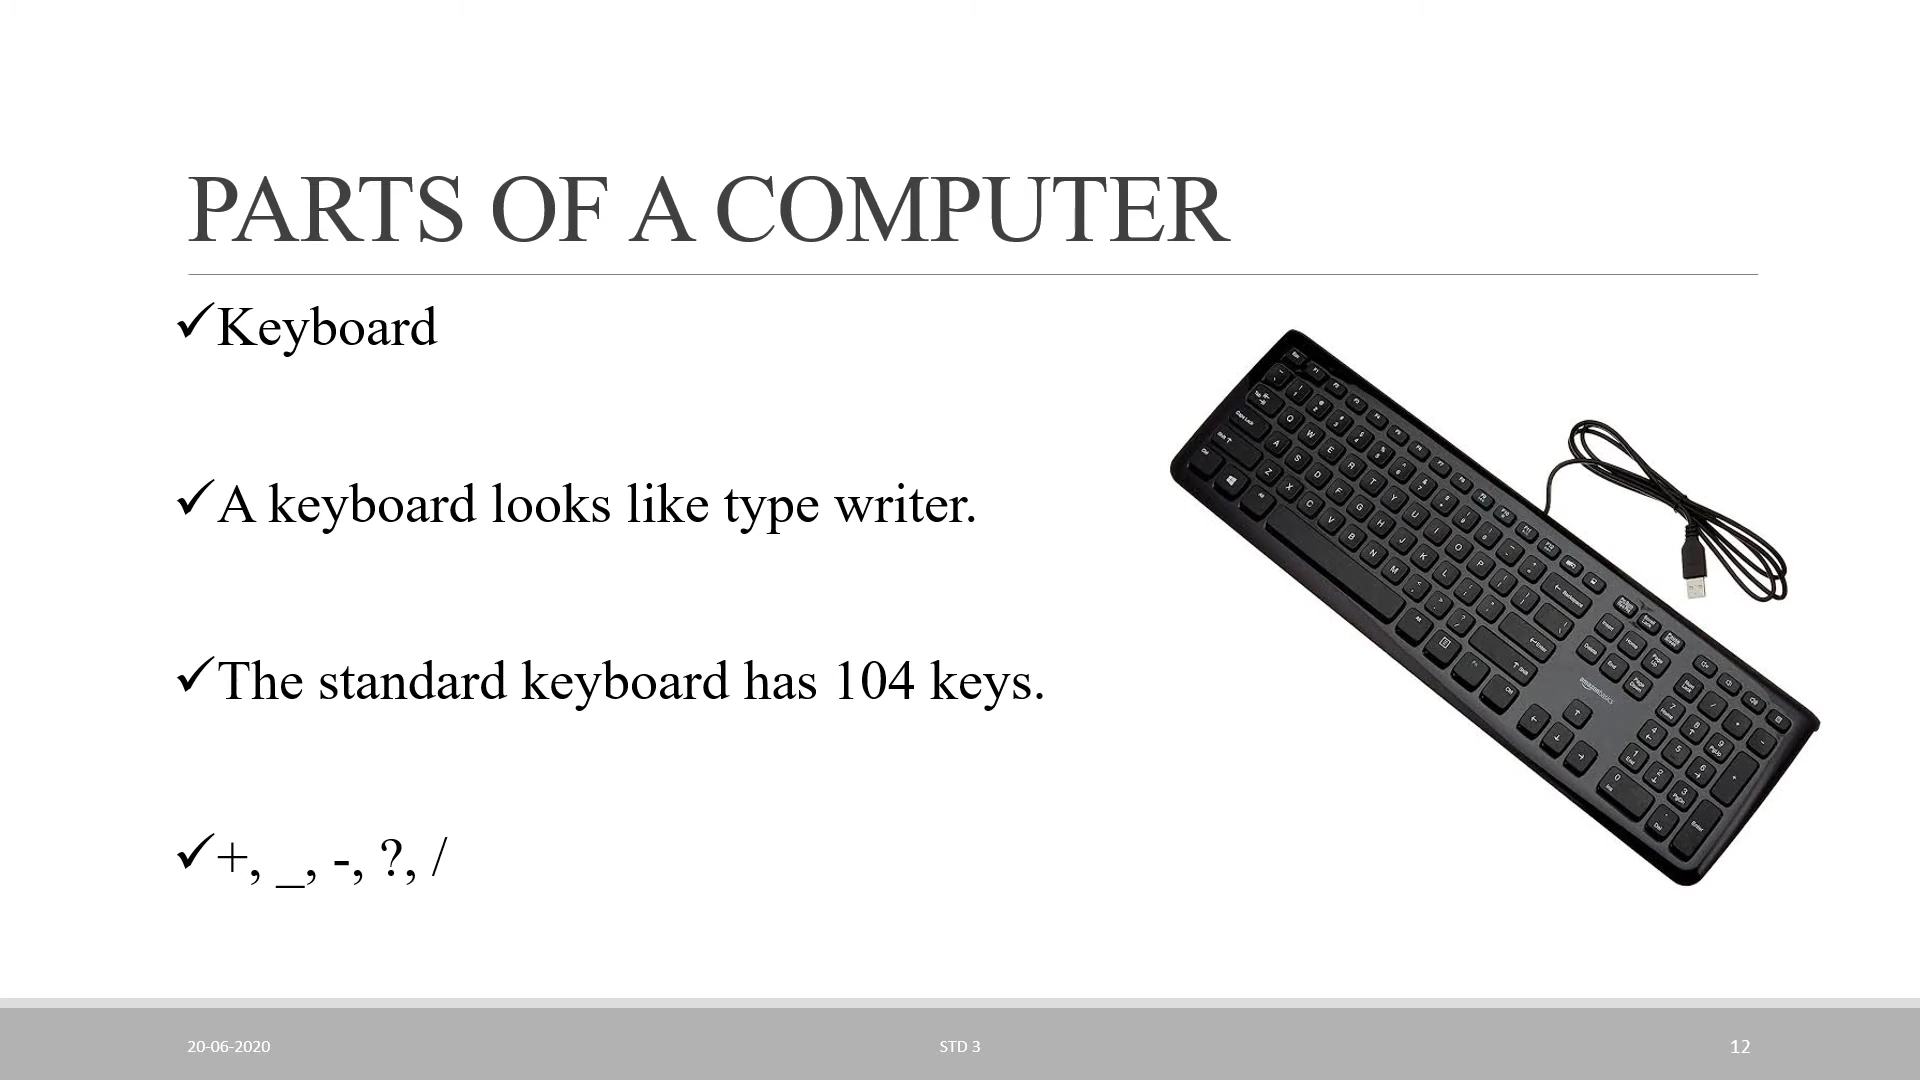 PARTS OF A COMPUTER
✓Keyboard
✓A keyboard looks like type writer.
✓The standard keyboard has 104 keys.
✓+, _, -, ?, /
amazonbasics
20-06-2020
STD 3
12